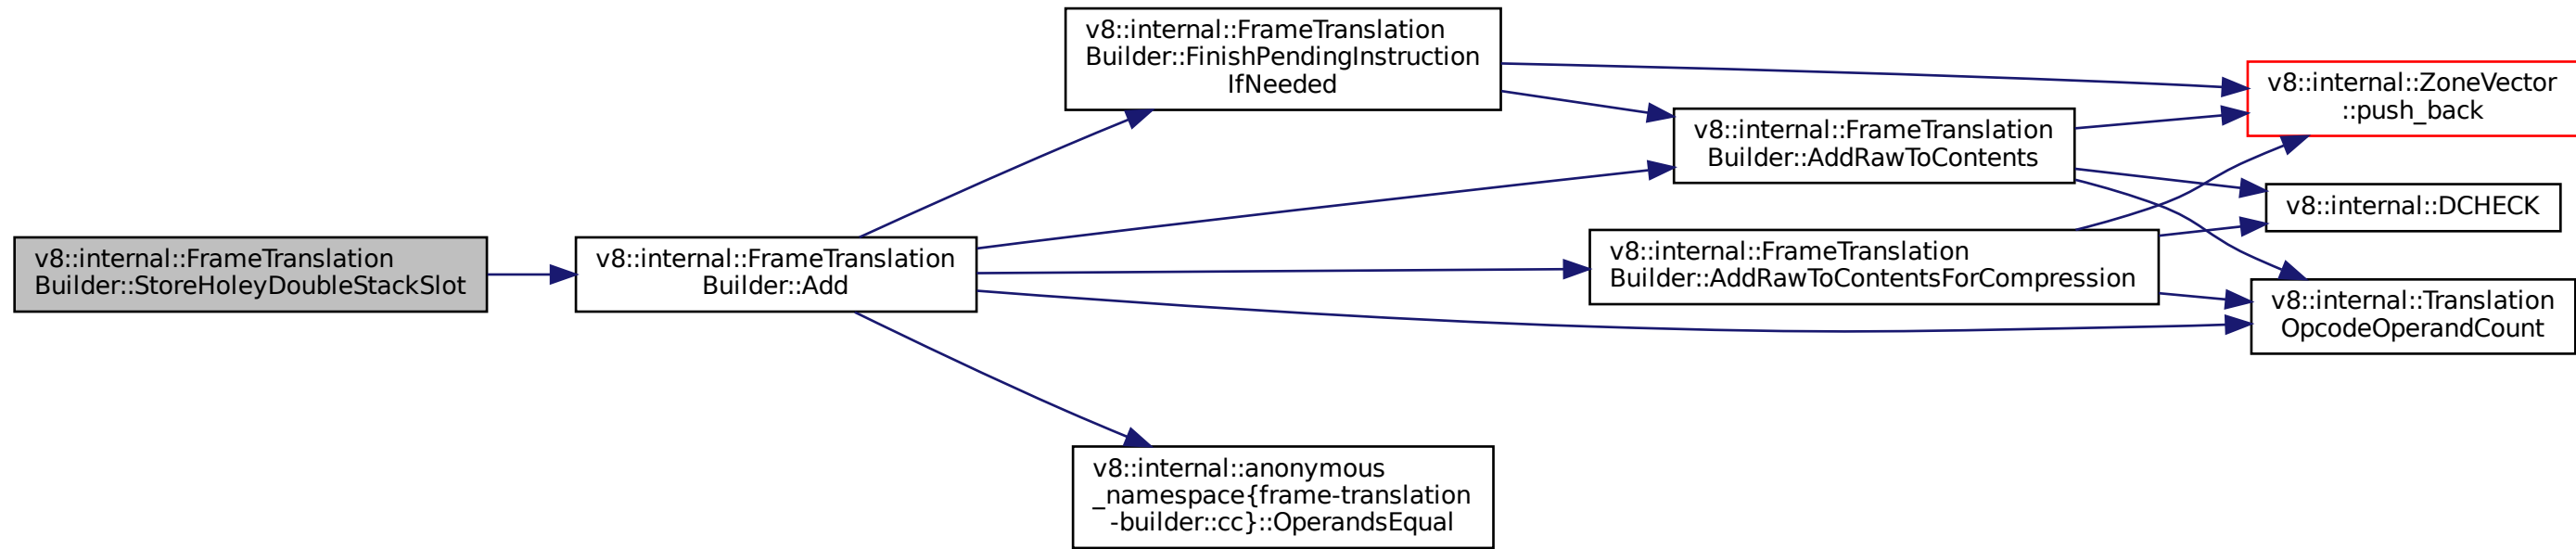 v8::internal::FrameTranslation
Builder::StoreHoleyDoubleStackSlot
v8::internal::FrameTranslation
Builder::Add
v8::internal::FrameTranslation
Builder::FinishPendingInstruction
IfNeeded
v8::internal::FrameTranslation
Builder::AddRawToContents
v8::internal::FrameTranslation
Builder::AddRawToContentsForCompression
v8::internal::anonymous
_namespace{frame-translation
-builder::cc}::OperandsEqual
v8::internal::ZoneVector
::push_back
v8::internal::DCHECK
v8::internal::Translation
OpcodeOperandCount